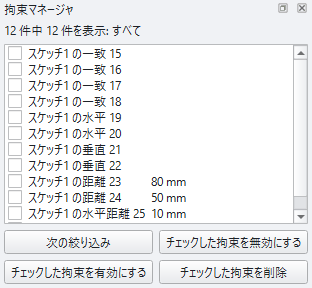 拘束マネージャ
12 件中 12 件を表示: すべて
スケッチ1 の一致 15
スケッチ1 の一致 16
スケッチ1 の一致 17
スケッチ1 の一致 18
スケッチ1 の水平 19
スケッチ1 の水平 20
スケッチ1 の垂直 21
スケッチ1 の垂直 22
スケッチ1 の距離 23 80 mm
スケッチ1 の距離 24 50 mm
スケッチ1 の水平距離 25 10 mm
次の絞り込み チェックした拘束を無効にする
チェックした拘束を有効にする チェックした拘束を削除